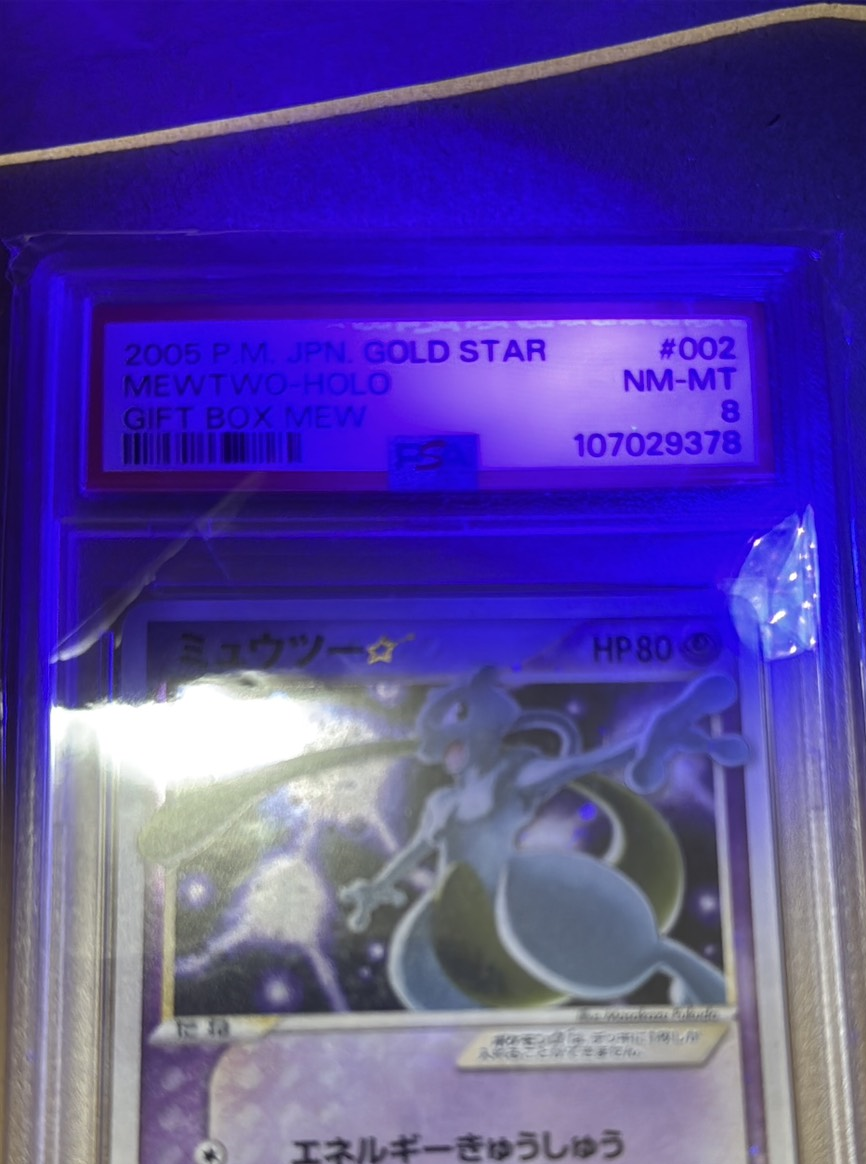 2005 P.M. JPN. GOLD STAR #002
MEWTWO-HOLO NM-MT
GIFT BOX MEW 8
PSA 107029378
ミュウツー☆ HP80
エネルギーきゅうしゅう